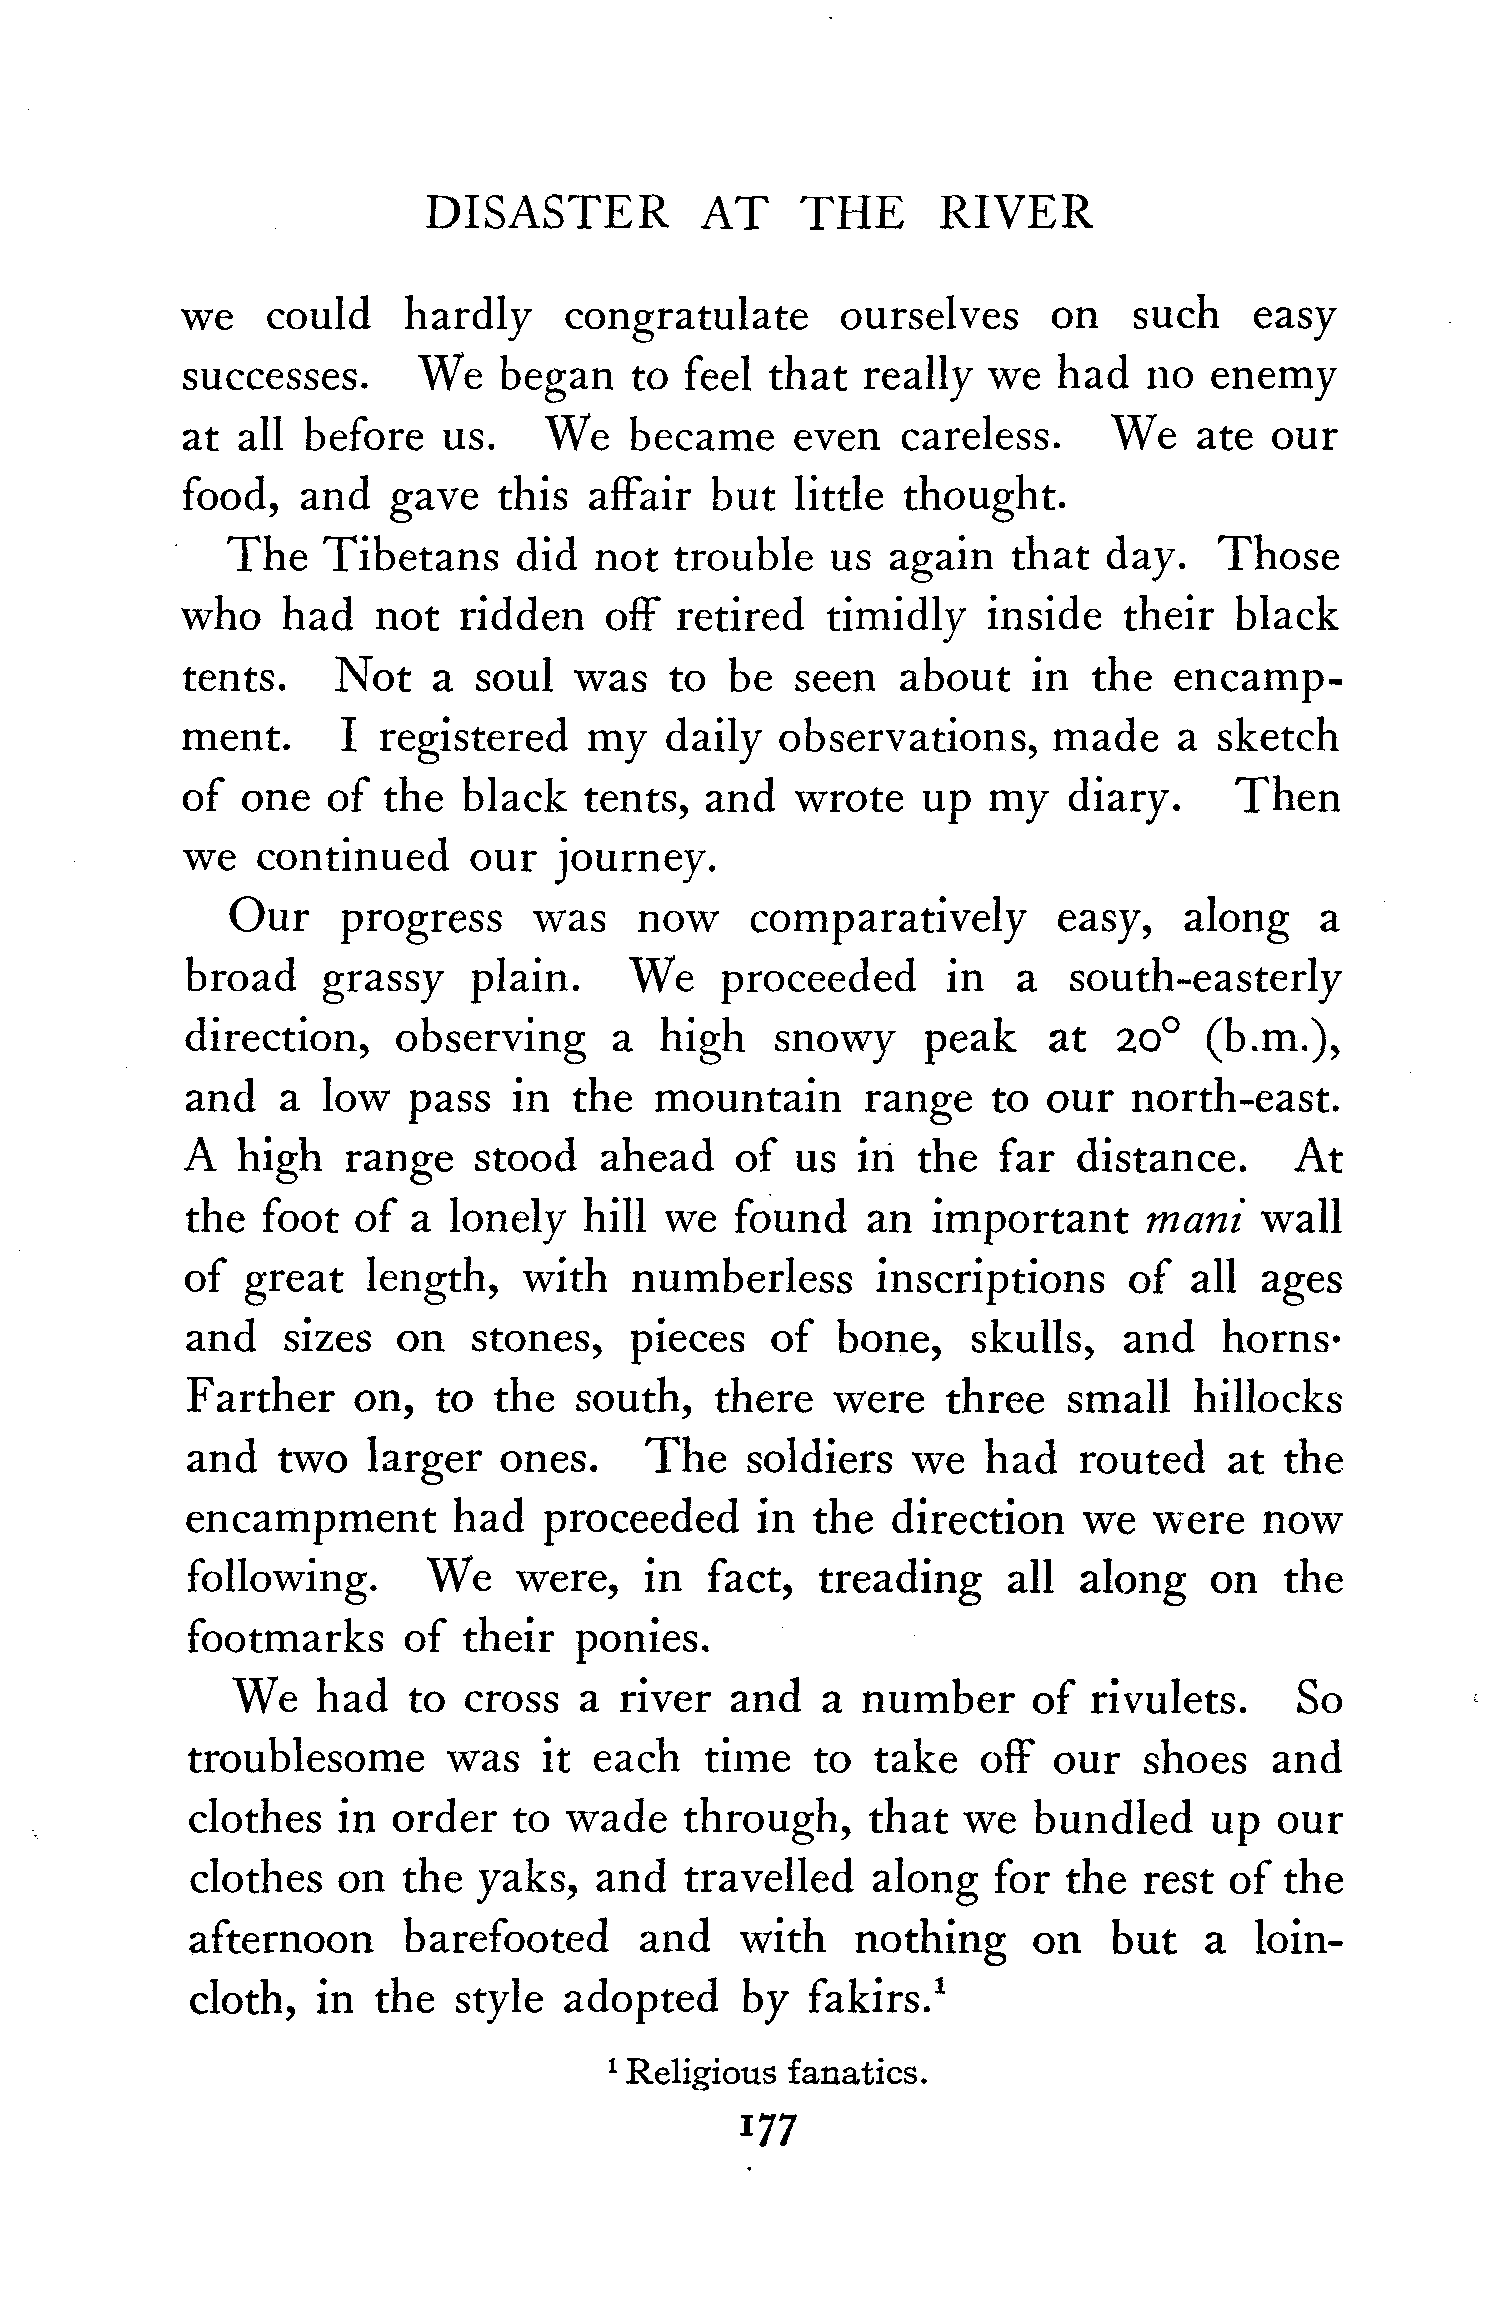 DISASTER AT THE RIVER
we could hardly congratulate ourselves on such easy
successes. We began to feel that really we had no enemy
at all before us. We became even careless. We ate our
food, and gave this affair but little thought.
The Tibetans did not trouble us again that day. Those
who had not ridden off retired timidly inside their black
tents. Not a soul was to be seen about in the encamp-
ment. I registered my daily observations, made a sketch
of one of the black tents, and wrote up my diary. Then
we continued our journey.
Our progress was now comparatively easy, along a
broad grassy plain. We proceeded in a south-easterly
direction, observing a high snowy peak at 20° (b.m.),
and a low pass in the mountain range to our north-east.
A high range stood ahead of us in the far distance. At
the foot of a lonely hill we found an important mani wall
of great length, with numberless inscriptions of all ages
and sizes on stones, pieces of bone, skulls, and horns·
Farther on, to the south, there were three small hillocks
and two larger ones. The soldiers we had routed at the
encampment had proceeded in the direction we were now
following. We were, in fact, treading all along on the
footmarks of their ponies.
We had to cross a river and a number of rivulets. So
troublesome was it each time to take off our shoes and
clothes in order to wade through, that we bundled up our
clothes on the yaks, and travelled along for the rest of the
afternoon barefooted and with nothing on but a loin-
cloth, in the style adopted by fakirs.¹
¹ Religious fanatics.
177